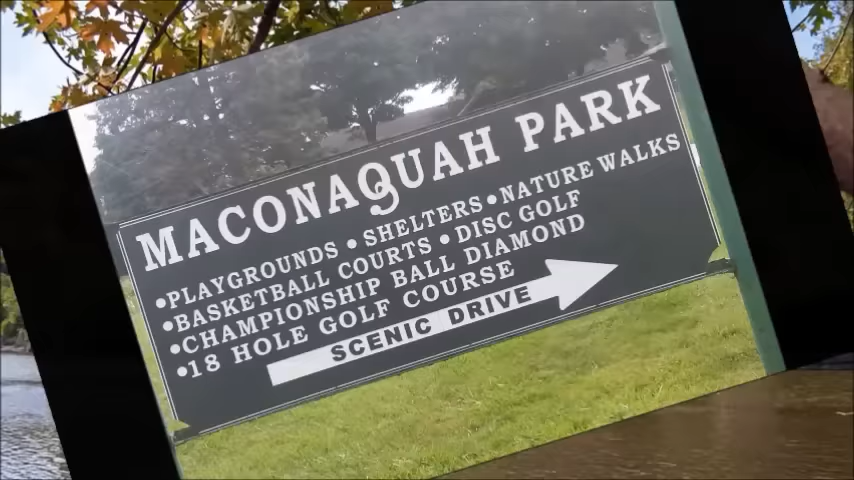 MACONAQUAH PARK
•PLAYGROUNDS •SHELTERS•NATURE WALKS
•BASKETBALL COURTS •DISC GOLF
•CHAMPIONSHIP BALL DIAMOND
•18 HOLE GOLF COURSE
SCENIC DRIVE